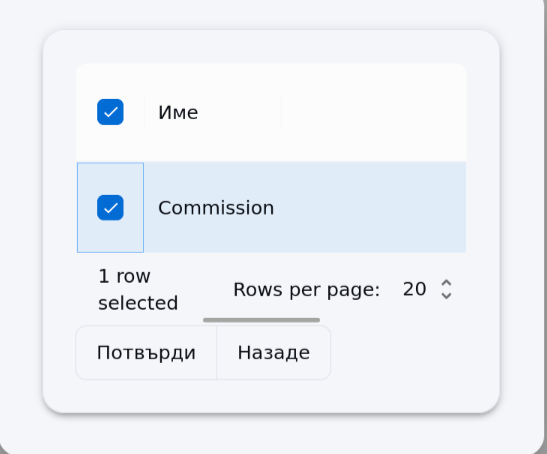 Име
Commission
1 row
selected
Rows per page: 20
Потвърди Назаде